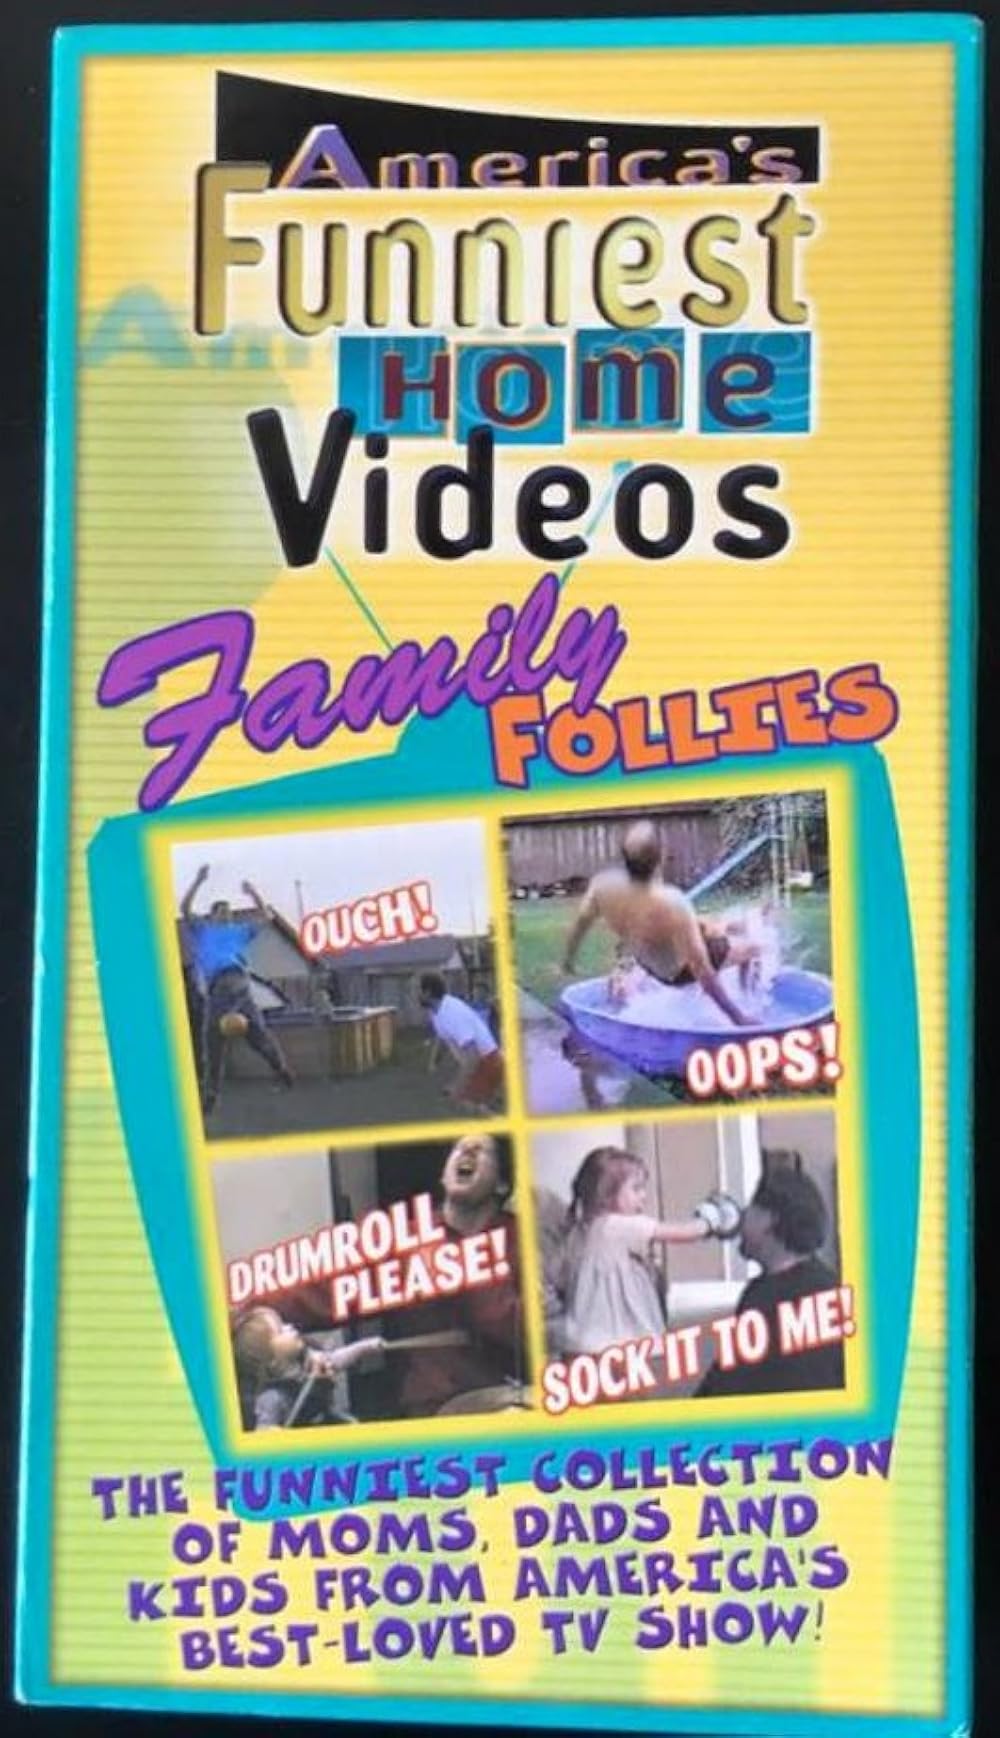 America's
Funniest
Home
Videos
Family
FOLLIES
OUCH!
OOPS!
DRUMROLL
PLEASE!
SOCK IT TO ME!
THE FUNNIEST COLLECTION
OF MOMS, DADS AND
KIDS FROM AMERICA'S
BEST-LOVED TV SHOW!